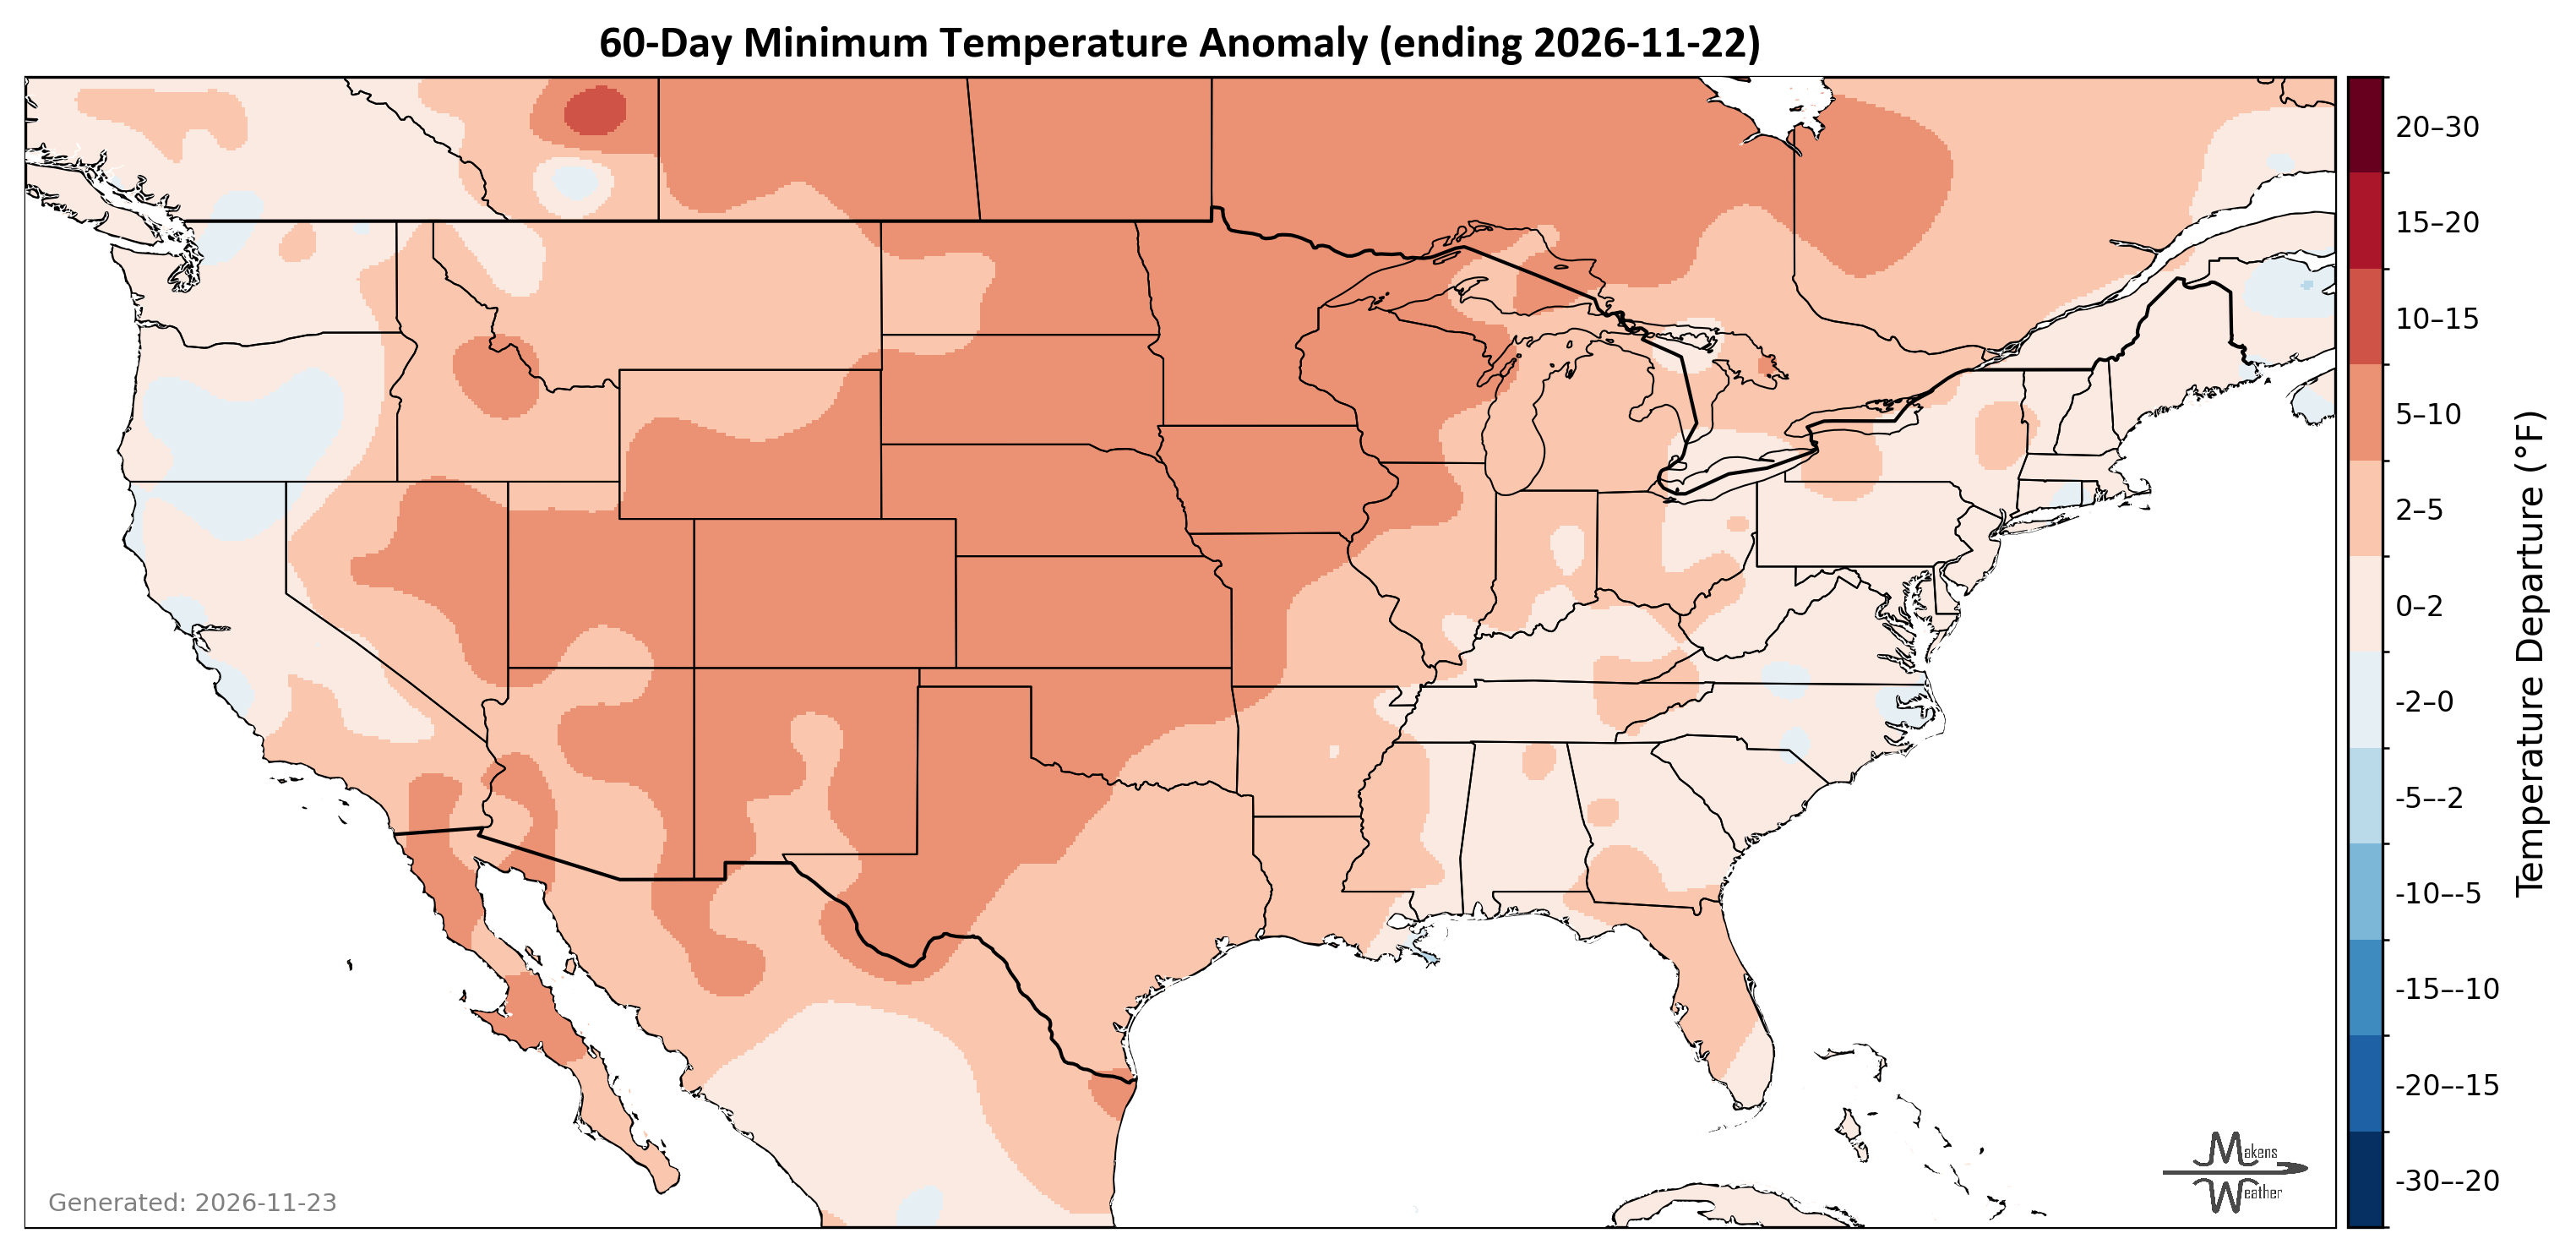 60-Day Minimum Temperature Anomaly (ending 2026-11-22)
20–30
15–20
10–15
5–10
2–5
0–2
-2–0
-5–-2
-10–-5
-15–-10
-20–-15
-30–-20
Temperature Departure (°F)
Generated: 2026-11-23
Makens
Weather